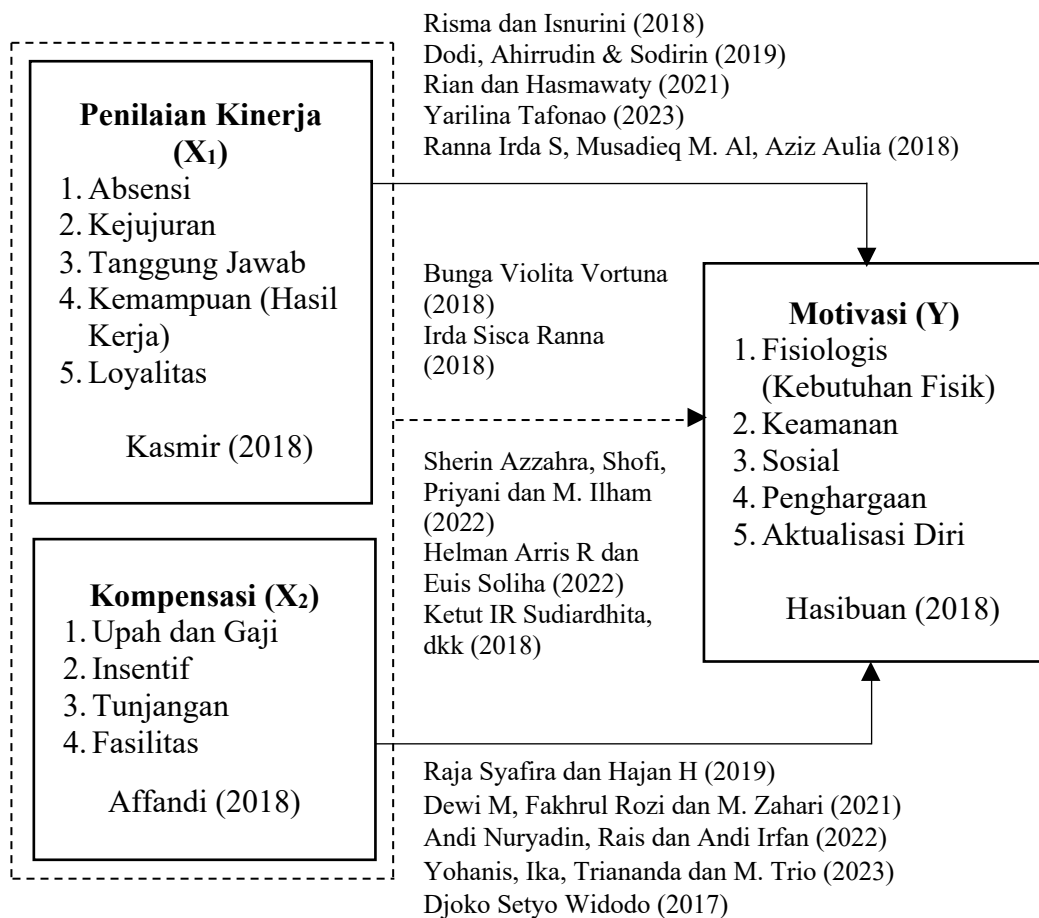 Risma dan Isnurini (2018)
Dodi, Ahirrudin & Sodirin (2019)
Rian dan Hasmawaty (2021)
Yarilina Tafonao (2023)
Ranna Irda S, Musadieq M. Al, Aziz Aulia (2018)
Penilaian Kinerja
(X₁)
1. Absensi
2. Kejujuran
3. Tanggung Jawab
4. Kemampuan (Hasil
Kerja)
5. Loyalitas
Kasmir (2018)
Bunga Violita Vortuna
(2018)
Irda Sisca Ranna
(2018)
Motivasi (Y)
1. Fisiologis
(Kebutuhan Fisik)
2. Keamanan
3. Sosial
4. Penghargaan
5. Aktualisasi Diri
Hasibuan (2018)
Sherin Azzahra, Shofi,
Priyani dan M. Ilham
(2022)
Helman Arris R dan
Euis Soliha (2022)
Ketut IR Sudiardhita,
dkk (2018)
Kompensasi (X₂)
1. Upah dan Gaji
2. Insentif
3. Tunjangan
4. Fasilitas
Affandi (2018)
Raja Syafira dan Hajan H (2019)
Dewi M, Fakhrul Rozi dan M. Zahari (2021)
Andi Nuryadin, Rais dan Andi Irfan (2022)
Yohanis, Ika, Triananda dan M. Trio (2023)
Djoko Setyo Widodo (2017)